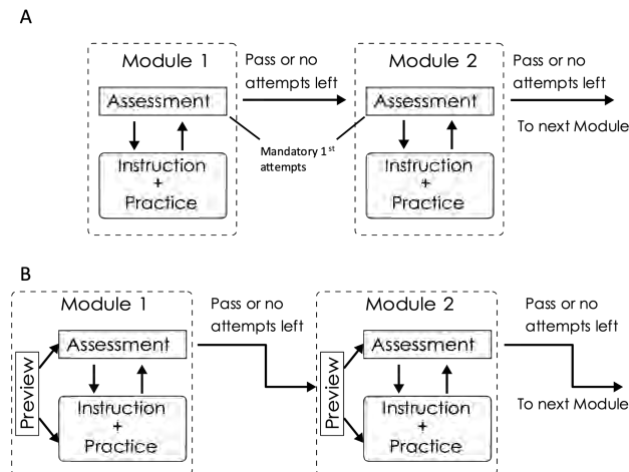 A
Module 1
Pass or no
attempts left
Module 2
Pass or no
attempts left
Assessment
Assessment
To next Module
Mandatory 1st
attempts
Instruction
+
Practice
Instruction
+
Practice
B
Module 1
Pass or no
attempts left
Module 2
Pass or no
attempts left
Preview
Assessment
Preview
Assessment
Instruction
+
Practice
Instruction
+
Practice
To next Module